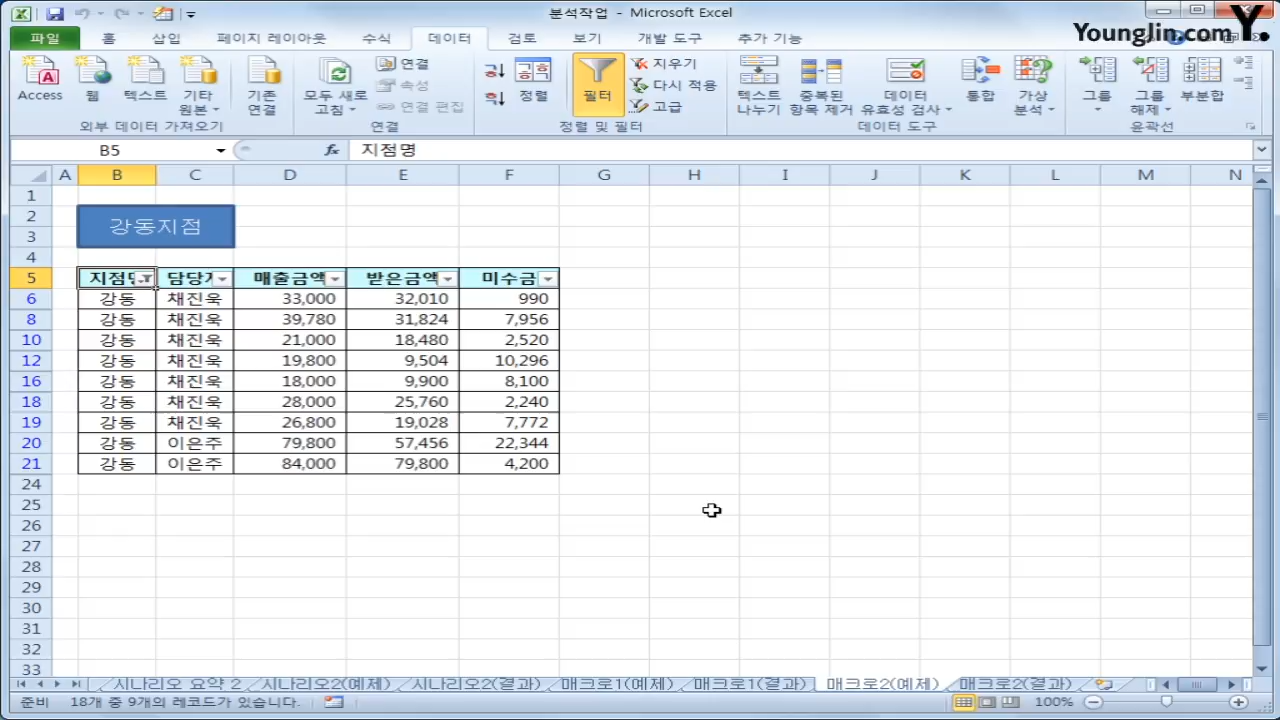 분석작업 - Microsoft Excel
YoungJin.com Y.
파일 홈 삽입 페이지 레이아웃 수식 데이터 검토 보기 개발 도구 추가 기능
Access 웹 텍스트 기타 원본 기존 연결 모두 새로 고침 연결 속성 연결 편집 정렬 필터 지우기 다시 적용 고급 텍스트 나누기 중복된 항목 제거 데이터 유효성 검사 통합 가상 분석 그룹 그룹 해제 부분합
외부 데이터 가져오기 연결 정렬 및 필터 데이터 도구 윤곽선
B5 fx 지점명
A B C D E F G H I J K L M N
1
2
강동지점
3
4
5 지점명 담당자 매출금액 받은금액 미수금
6 강동 채진욱 33,000 32,010 990
8 강동 채진욱 39,780 31,824 7,956
10 강동 채진욱 21,000 18,480 2,520
12 강동 채진욱 19,800 9,504 10,296
16 강동 채진욱 18,000 9,900 8,100
18 강동 채진욱 28,000 25,760 2,240
19 강동 채진욱 26,800 19,028 7,772
20 강동 이은주 79,800 57,456 22,344
21 강동 이은주 84,000 79,800 4,200
24
25
26
27
28
29
30
31
32
33
시나리오 요약 2 시나리오2(예제) 시나리오2(결과) 매크로1(예제) 매크로1(결과) 매크로2(예제) 매크로2(결과)
준비 18개 중 9개의 레코드가 있습니다. 100%